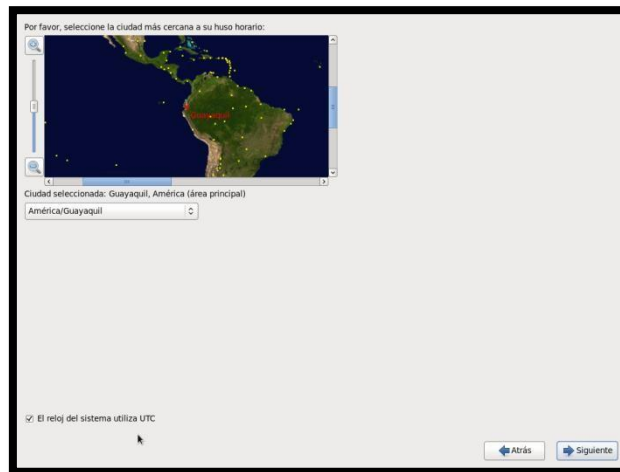 Por favor, seleccione la ciudad más cercana a su huso horario:
Guayaquil
Ciudad seleccionada: Guayaquil, América (área principal)
América/Guayaquil
El reloj del sistema utiliza UTC
Atrás
Siguiente